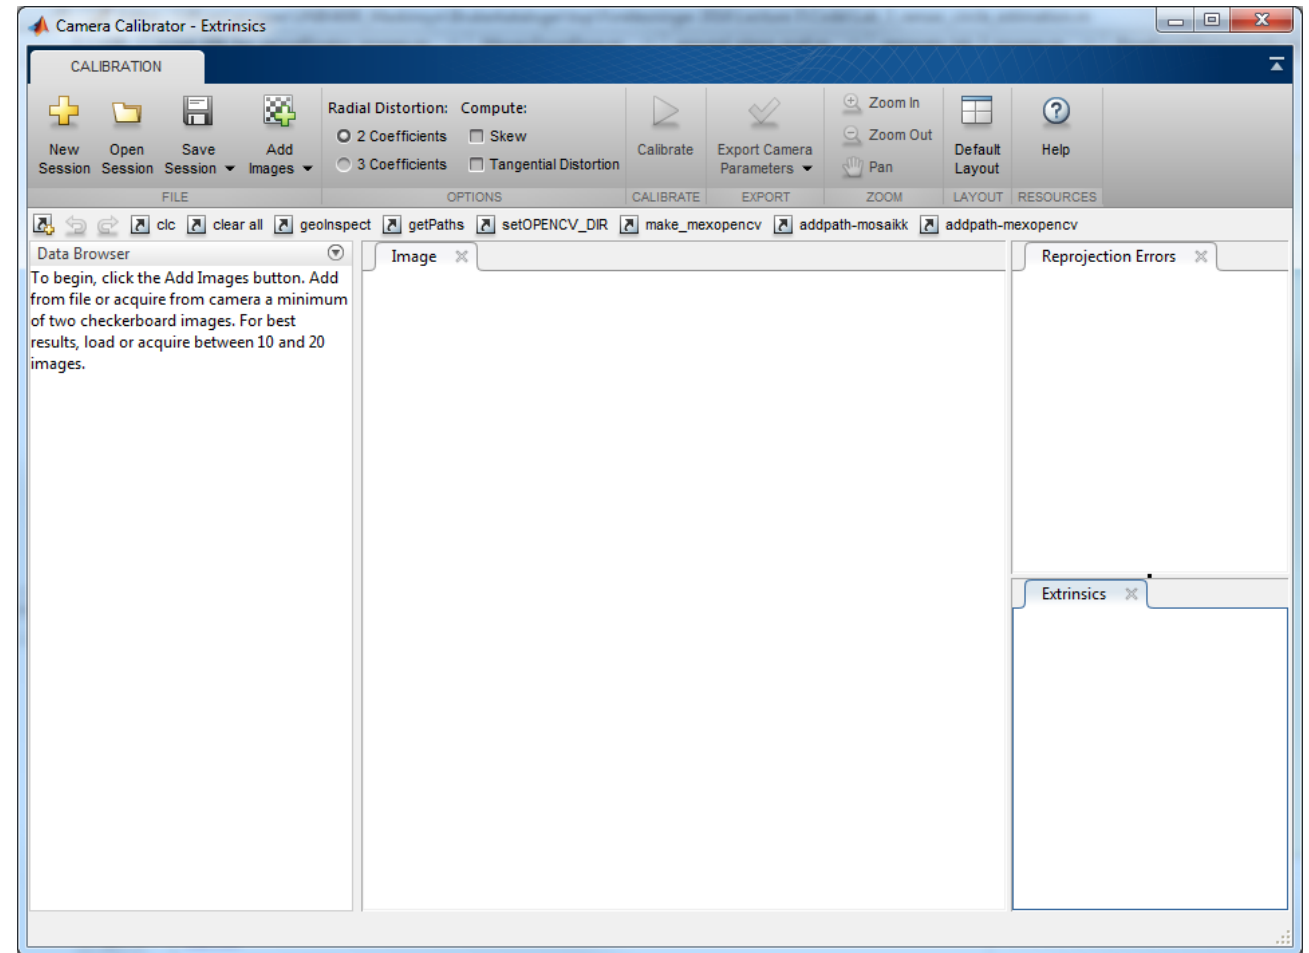 Camera Calibrator - Extrinsics
CALIBRATION
New Session
Open Session
Save Session
Add Images
Radial Distortion:
2 Coefficients
3 Coefficients
Compute:
Skew
Tangential Distortion
Calibrate
Export Camera Parameters
Zoom In
Zoom Out
Pan
Default Layout
Help
FILE
OPTIONS
CALIBRATE
EXPORT
ZOOM
LAYOUT
RESOURCES
clc
clear all
geoInspect
getPaths
setOPENCV_DIR
make_mexopencv
addpath-mosaikk
addpath-mexopencv
Data Browser
To begin, click the Add Images button. Add
from file or acquire from camera a minimum
of two checkerboard images. For best
results, load or acquire between 10 and 20
images.
Image
Reprojection Errors
Extrinsics